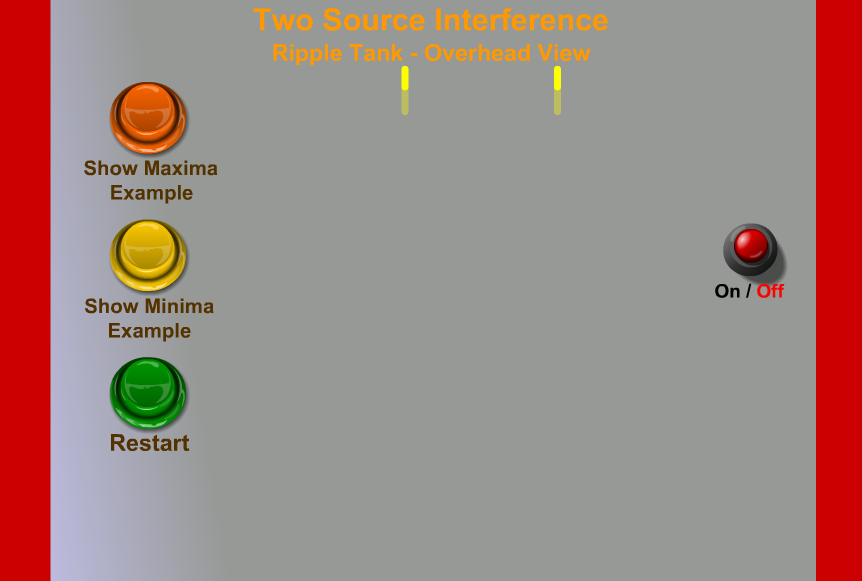 Two Source Interference
Ripple Tank - Overhead View
Show Maxima
Example
Show Minima
Example
On / Off
Restart